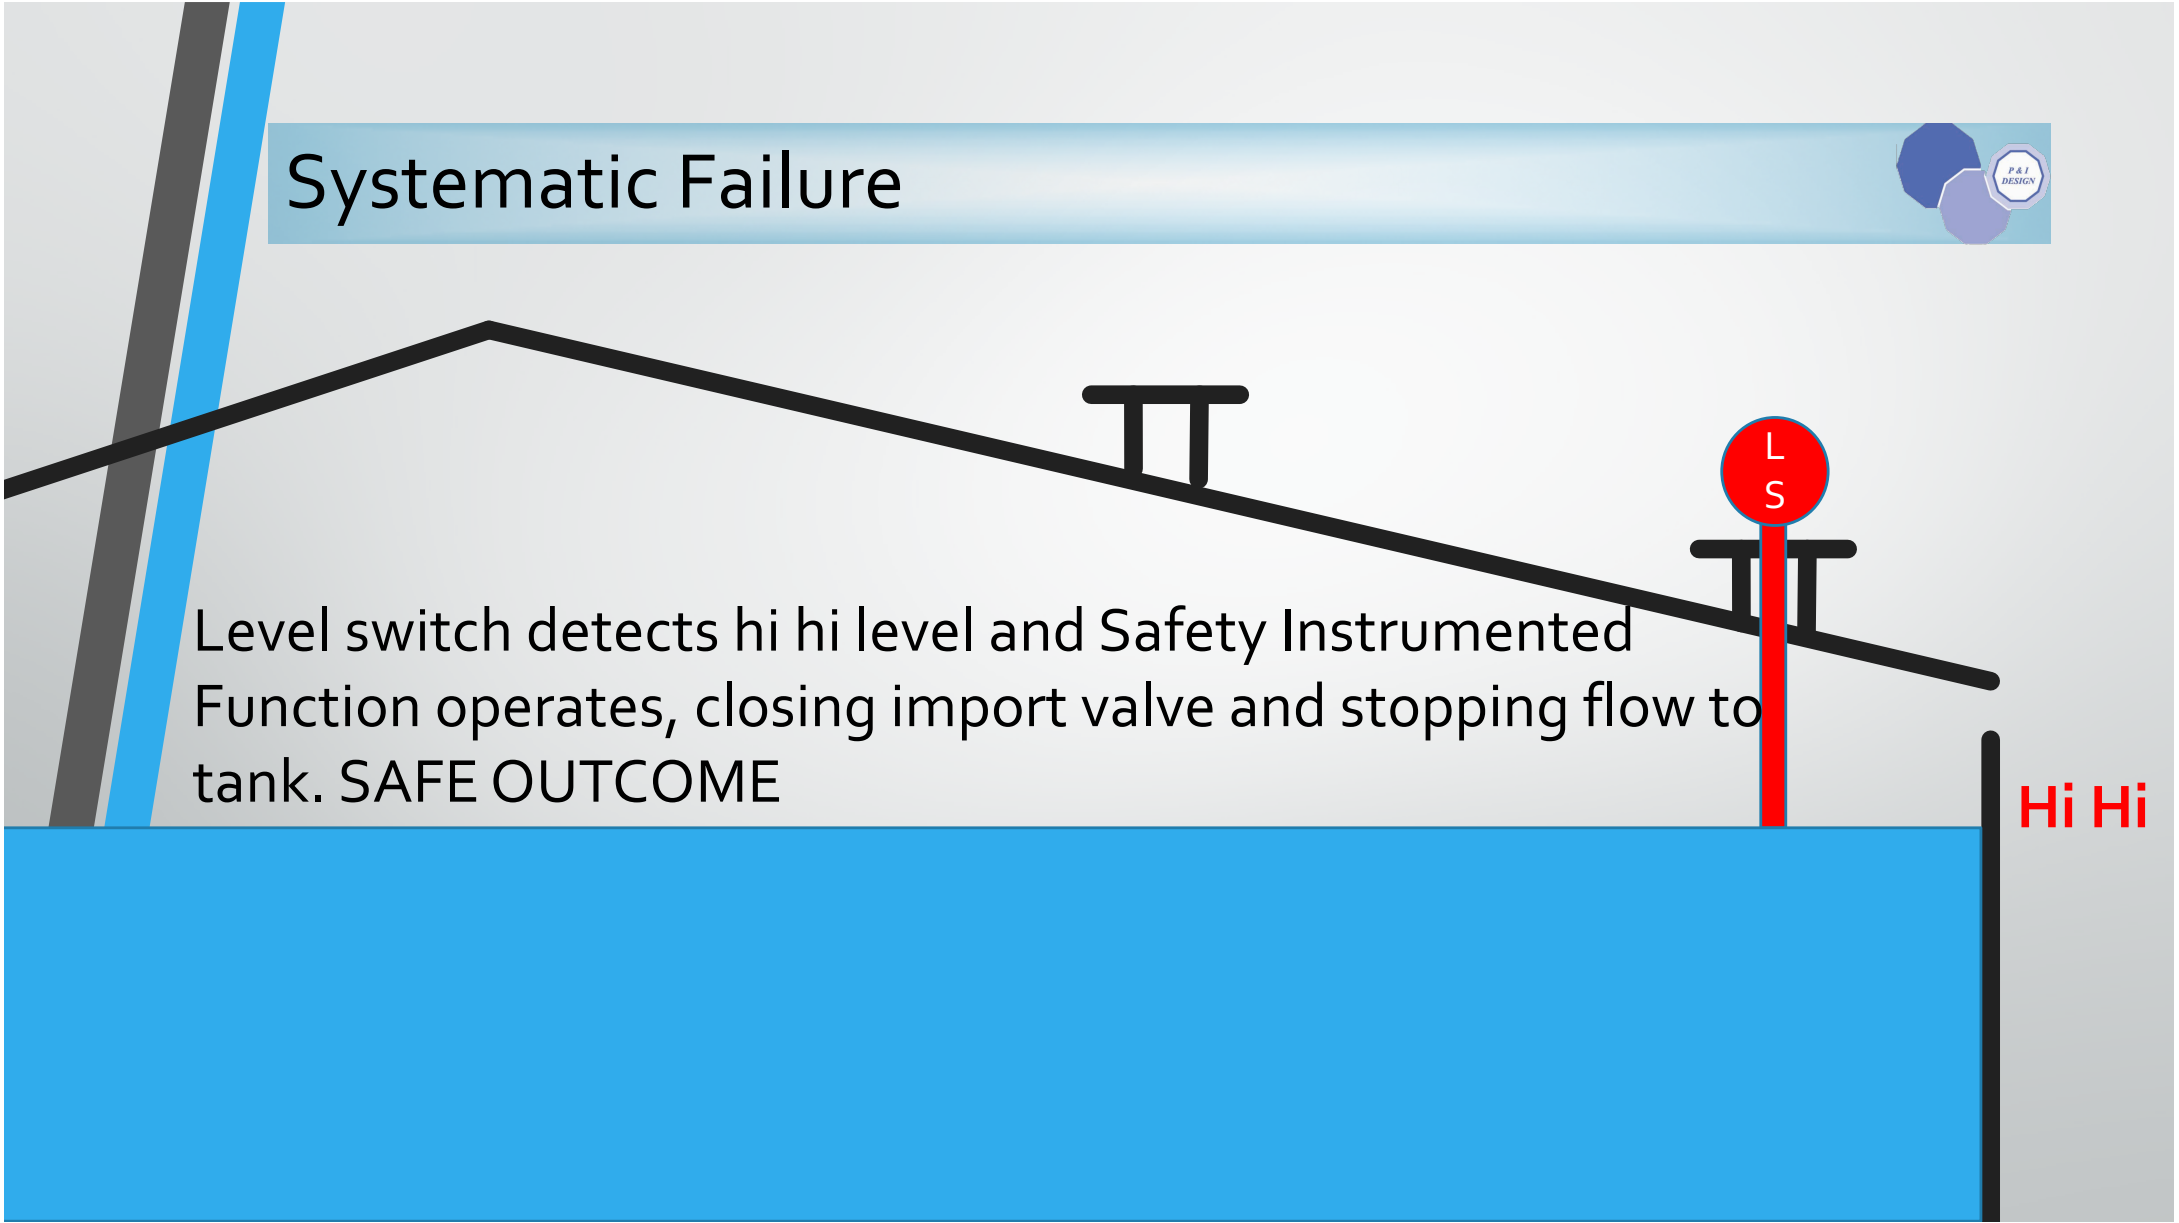 Systematic Failure
P & I
DESIGN
L
S
Level switch detects hi hi level and Safety Instrumented
Function operates, closing import valve and stopping flow to
tank. SAFE OUTCOME
Hi Hi